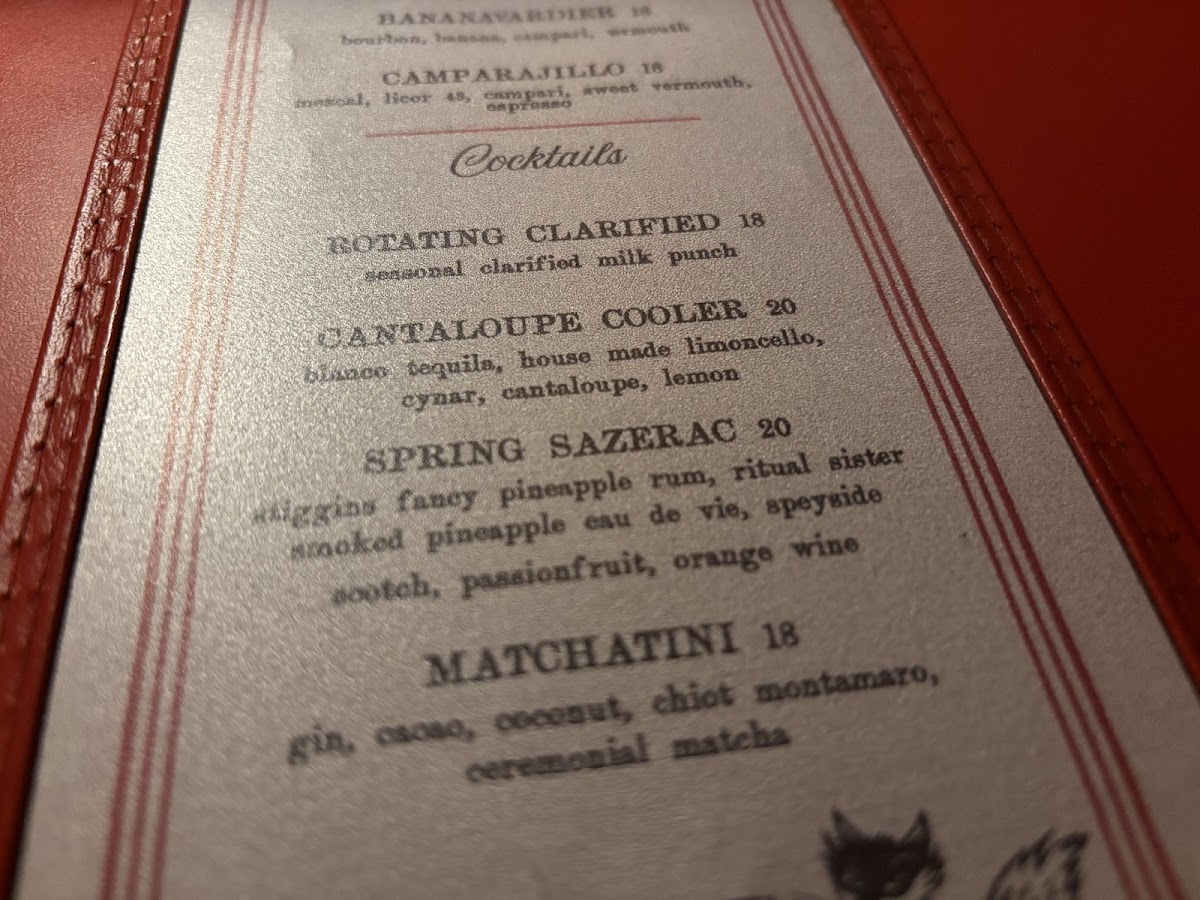 BANANAVARDIER 18
bourbon, banana, campari, vermouth
CAMPARAJILLO 18
mezcal, licor 43, campari, sweet vermouth,
espresso
Cocktails
ROTATING CLARIFIED 18
seasonal clarified milk punch
CANTALOUPE COOLER 20
blanco tequila, house made limoncello,
cynar, cantaloupe, lemon
SPRING SAZERAC 20
stiggins fancy pineapple rum, ritual sister
smoked pineapple eau de vie, speyside
scotch, passionfruit, orange wine
MATCHATINI 18
gin, cacao, coconut, chiot montamaro,
ceremonial matcha